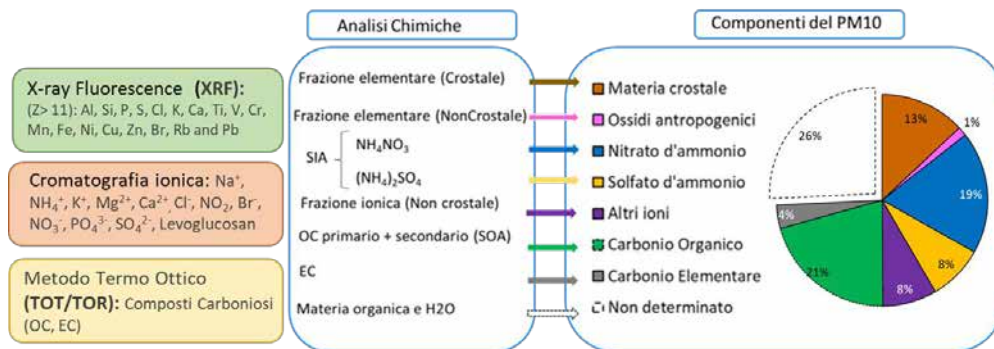 Analisi Chimiche
Componenti del PM10
X-ray Fluorescence (XRF):
(Z> 11): Al, Si, P, S, Cl, K, Ca, Ti, V, Cr,
Mn, Fe, Ni, Cu, Zn, Br, Rb and Pb
Cromatografia ionica: Na⁺,
NH₄⁺, K⁺, Mg²⁺, Ca²⁺, Cl⁻, NO₂, Br⁻,
NO₃⁻, PO₄³⁻, SO₄²⁻, Levoglucosan
Metodo Termo Ottico
(TOT/TOR): Composti Carboniosi
(OC, EC)
Frazione elementare (Crostale)
Frazione elementare (NonCrostale)
SIA
NH₄NO₃
(NH₄)₂SO₄
Frazione ionica (Non crostale)
OC primario + secondario (SOA)
EC
Materia organica e H2O
Materia crostale
Ossidi antropogenici
Nitrato d'ammonio
Solfato d'ammonio
Altri ioni
Carbonio Organico
Carbonio Elementare
Non determinato
13%
1%
19%
8%
8%
21%
4%
26%